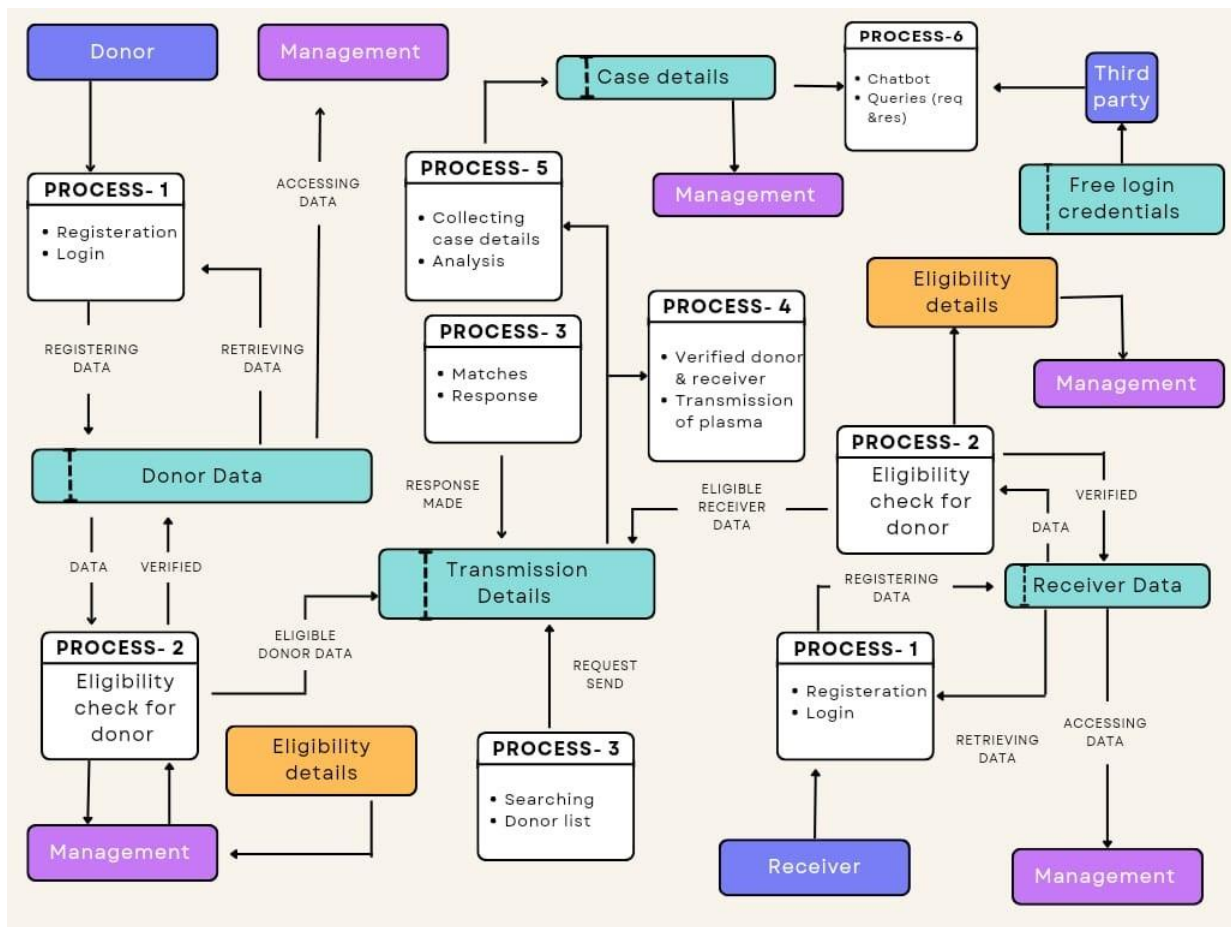 Donor
Management
PROCESS-6
• Chatbot
• Queries (req
&res)
Case details
Third
party
Management
Free login
credentials
PROCESS- 1
• Registeration
• Login
ACCESSING
DATA
PROCESS- 5
• Collecting
case details
• Analysis
Eligibility
details
Management
PROCESS- 4
• Verified donor
& receiver
• Transmission
of plasma
PROCESS- 3
• Matches
• Response
REGISTERING
DATA
RETRIEVING
DATA
Donor Data
RESPONSE
MADE
ELIGIBLE
RECEIVER
DATA
PROCESS- 2
Eligibility
check for
donor
VERIFIED
DATA
DATA
VERIFIED
Transmission
Details
REGISTERING
DATA
Receiver Data
PROCESS- 2
Eligibility
check for
donor
ELIGIBLE
DONOR DATA
REQUEST
SEND
PROCESS- 1
• Registeration
• Login
RETRIEVING
DATA
ACCESSING
DATA
Eligibility
details
PROCESS- 3
• Searching
• Donor list
Management
Receiver
Management